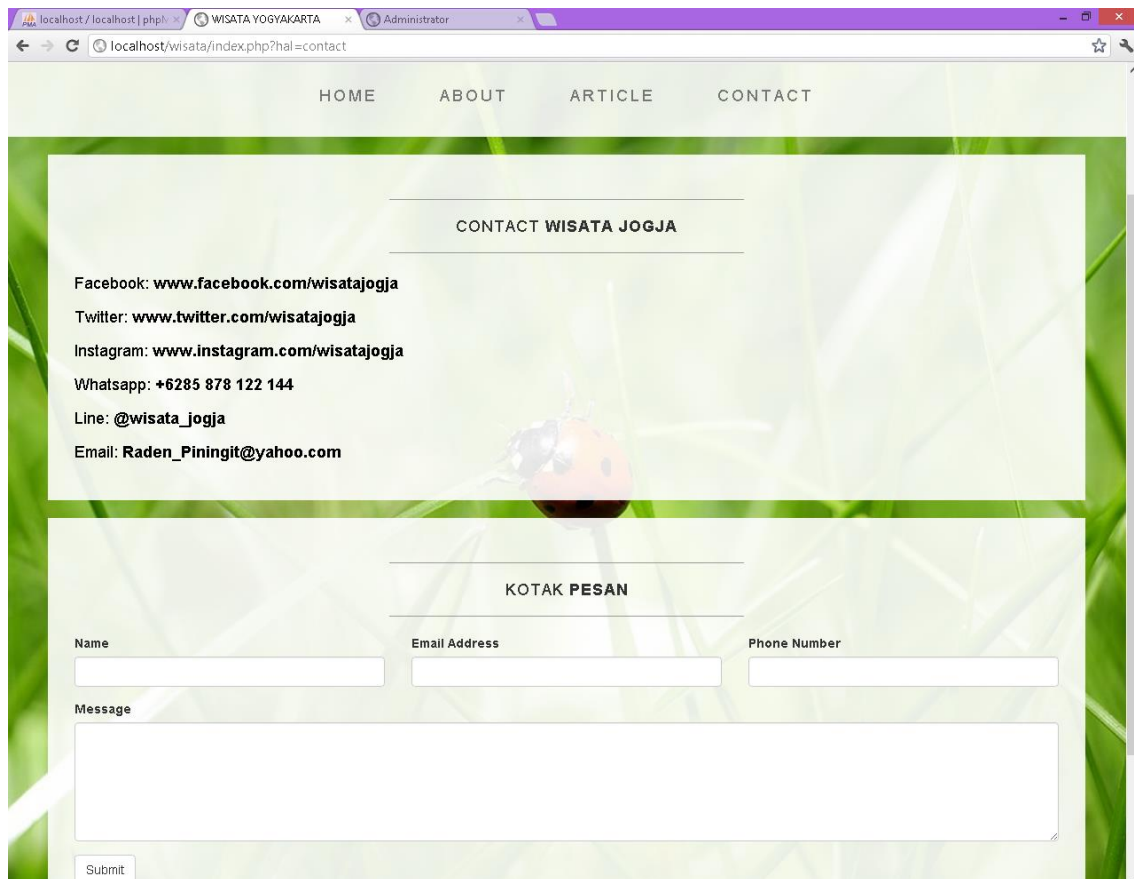 localhost / localhost | phpM
WISATA YOGYAKARTA
Administrator
localhost/wisata/index.php?hal=contact
HOME ABOUT ARTICLE CONTACT
CONTACT WISATA JOGJA
Facebook: www.facebook.com/wisatajogja
Twitter: www.twitter.com/wisatajogja
Instagram: www.instagram.com/wisatajogja
Whatsapp: +6285 878 122 144
Line: @wisata_jogja
Email: Raden_Piningit@yahoo.com
KOTAK PESAN
Name Email Address Phone Number
Message
Submit